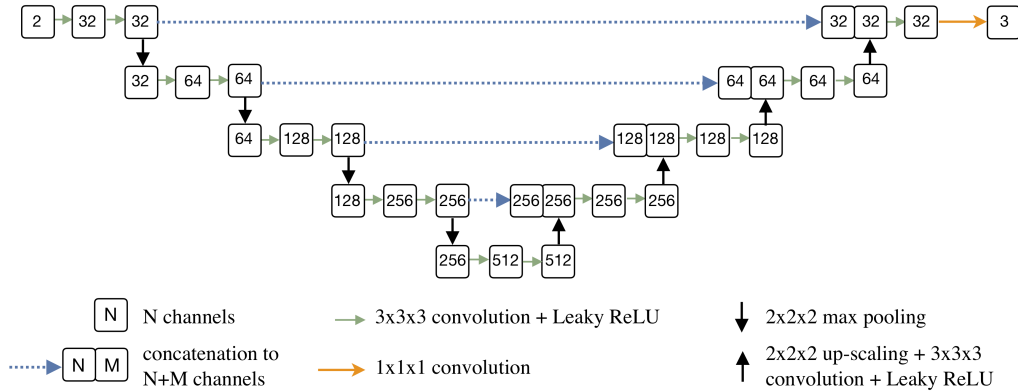 2 32 32 32 32 32 3
32 64 64 64 64 64 64
64 128 128 128 128 128 128
128 256 256 256 256 256 256
256 512 512
N N channels
3x3x3 convolution + Leaky ReLU
2x2x2 max pooling
N M concatenation to
N+M channels
1x1x1 convolution
2x2x2 up-scaling + 3x3x3
convolution + Leaky ReLU